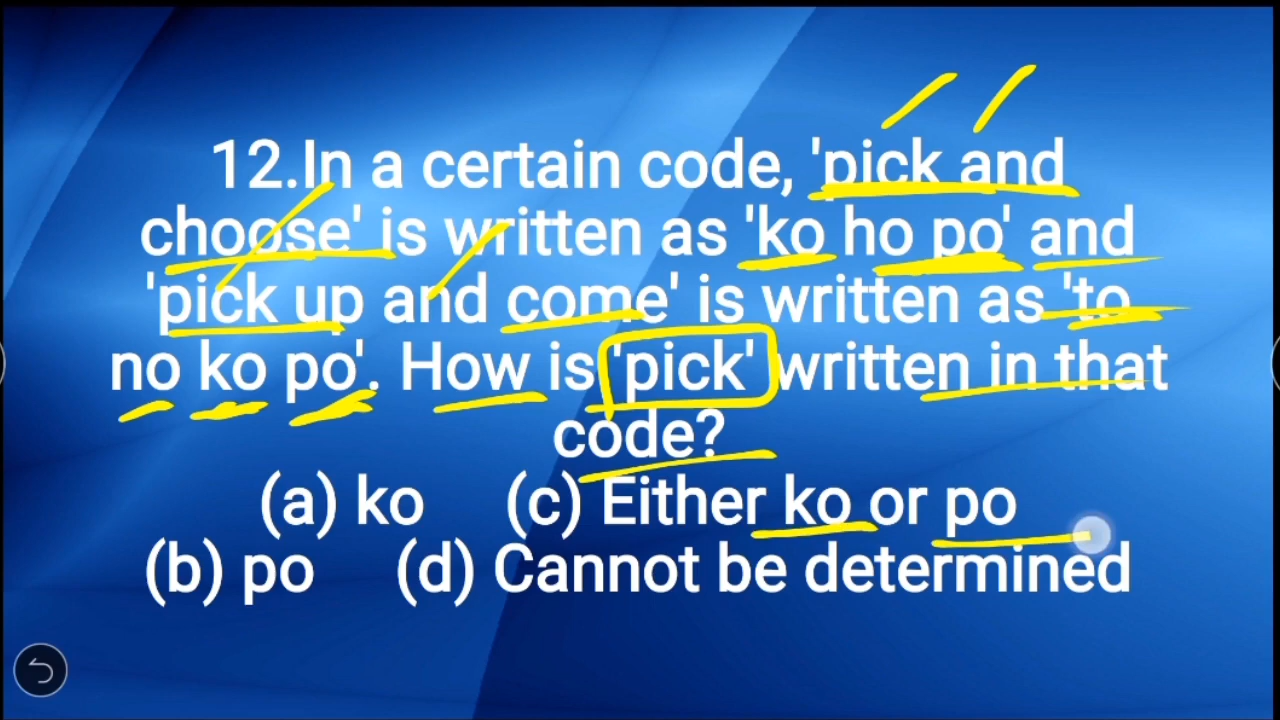 12.In a certain code, 'pick and
choose' is written as 'ko ho po' and
'pick up and come' is written as 'to
no ko po'. How is 'pick' written in that
code?
(a) ko (c) Either ko or po
(b) po (d) Cannot be determined